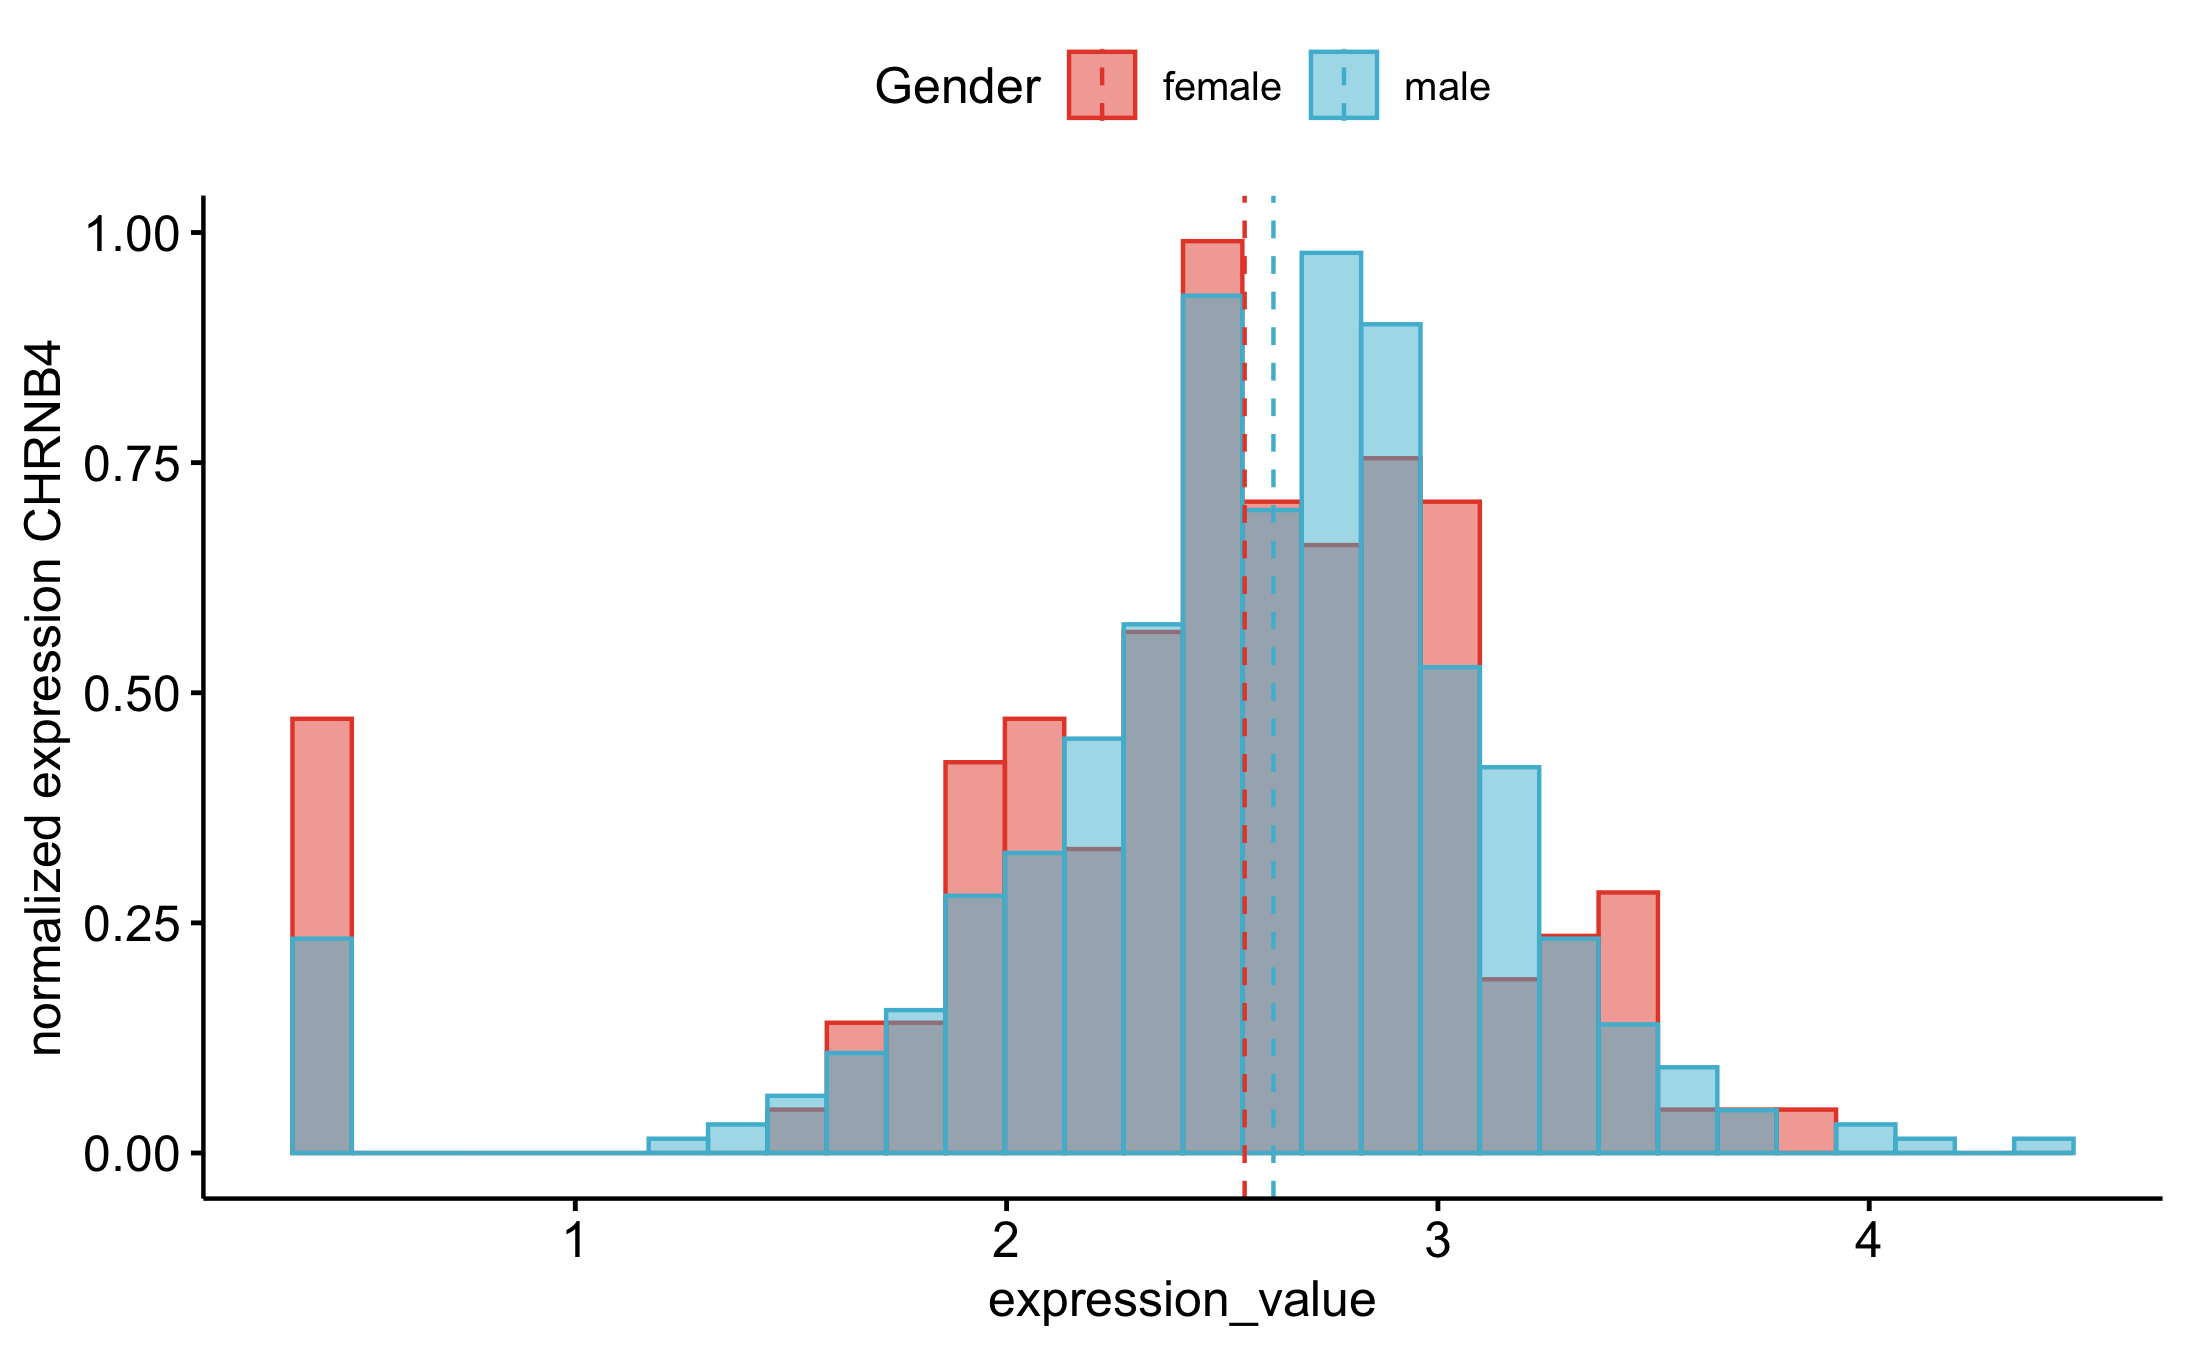 Gender female male
normalized expression CHRNB4
1.00
0.75
0.50
0.25
0.00
1 2 3 4
expression_value